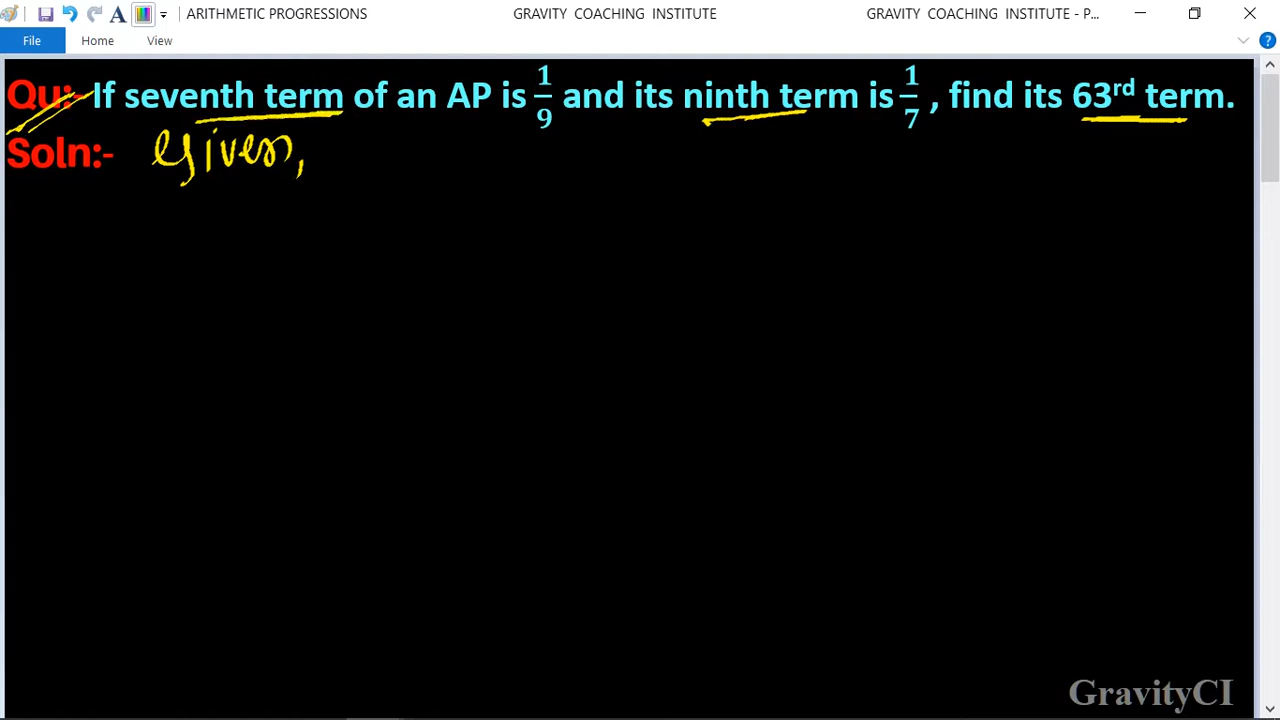 ARITHMETIC PROGRESSIONS GRAVITY COACHING INSTITUTE GRAVITY COACHING INSTITUTE - P...
File Home View
Qu:- If seventh term of an AP is 1/9 and its ninth term is 1/7 , find its 63rd term.
Soln:- Given,
GravityCI